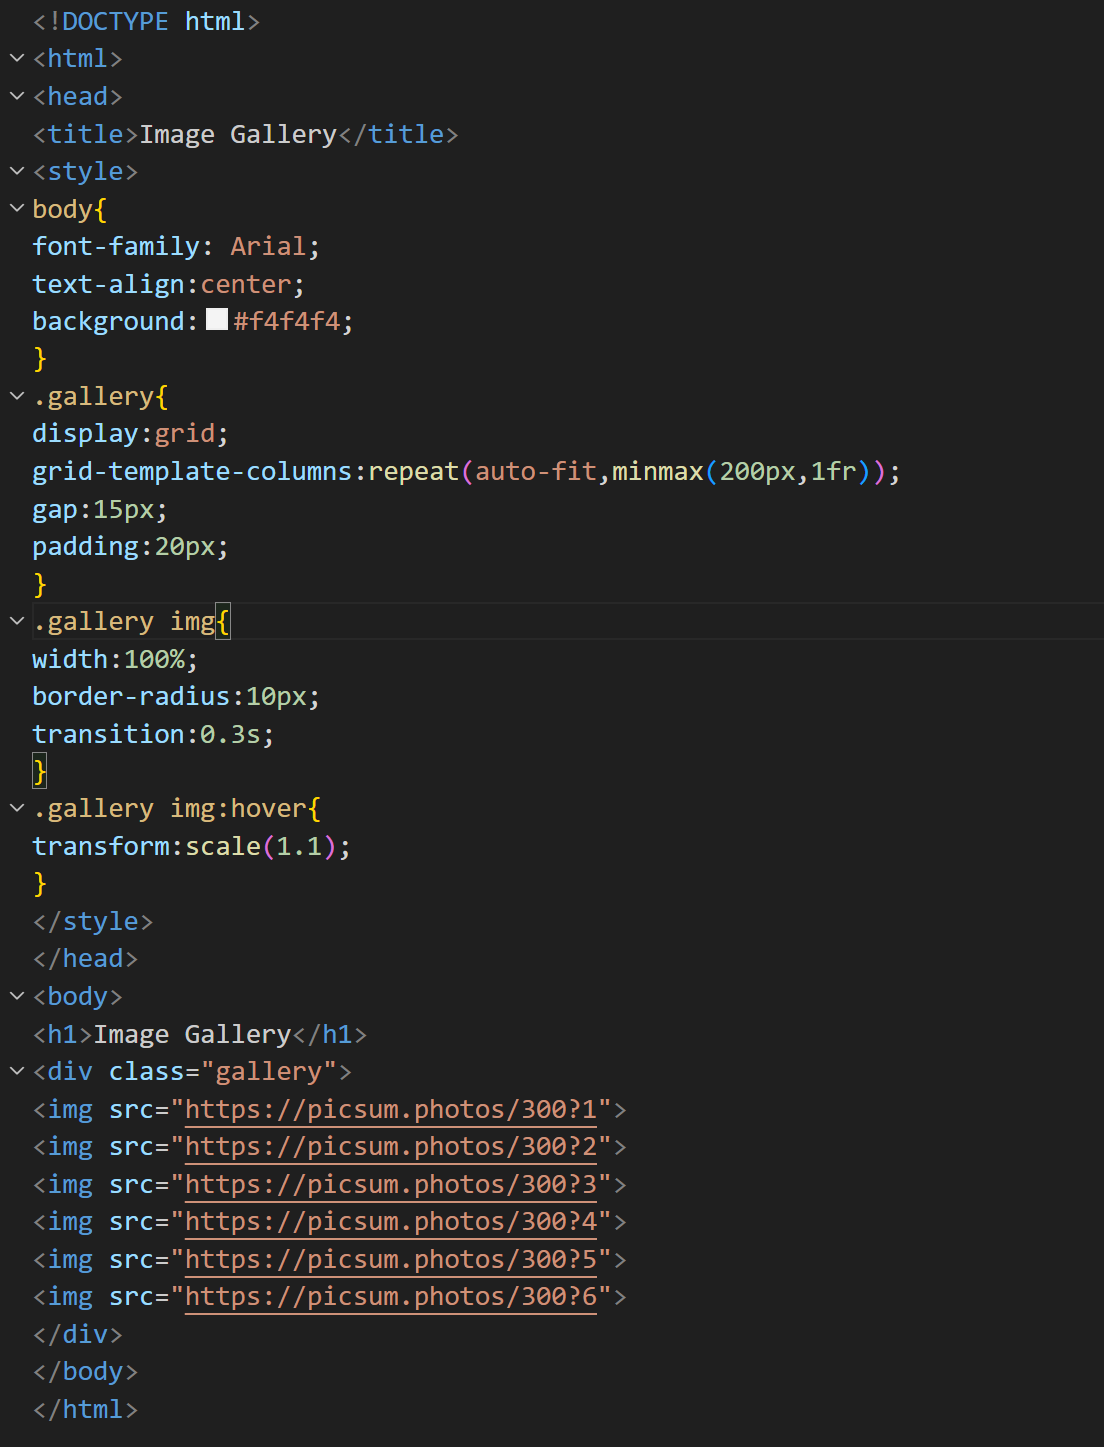 <!DOCTYPE html>
<html>
<head>
<title>Image Gallery</title>
<style>
body{
font-family: Arial;
text-align:center;
background: #f4f4f4;
}
.gallery{
display:grid;
grid-template-columns:repeat(auto-fit,minmax(200px,1fr));
gap:15px;
padding:20px;
}
.gallery img{
width:100%;
border-radius:10px;
transition:0.3s;
}
.gallery img:hover{
transform:scale(1.1);
}
</style>
</head>
<body>
<h1>Image Gallery</h1>
<div class="gallery">
<img src="https://picsum.photos/300?1">
<img src="https://picsum.photos/300?2">
<img src="https://picsum.photos/300?3">
<img src="https://picsum.photos/300?4">
<img src="https://picsum.photos/300?5">
<img src="https://picsum.photos/300?6">
</div>
</body>
</html>